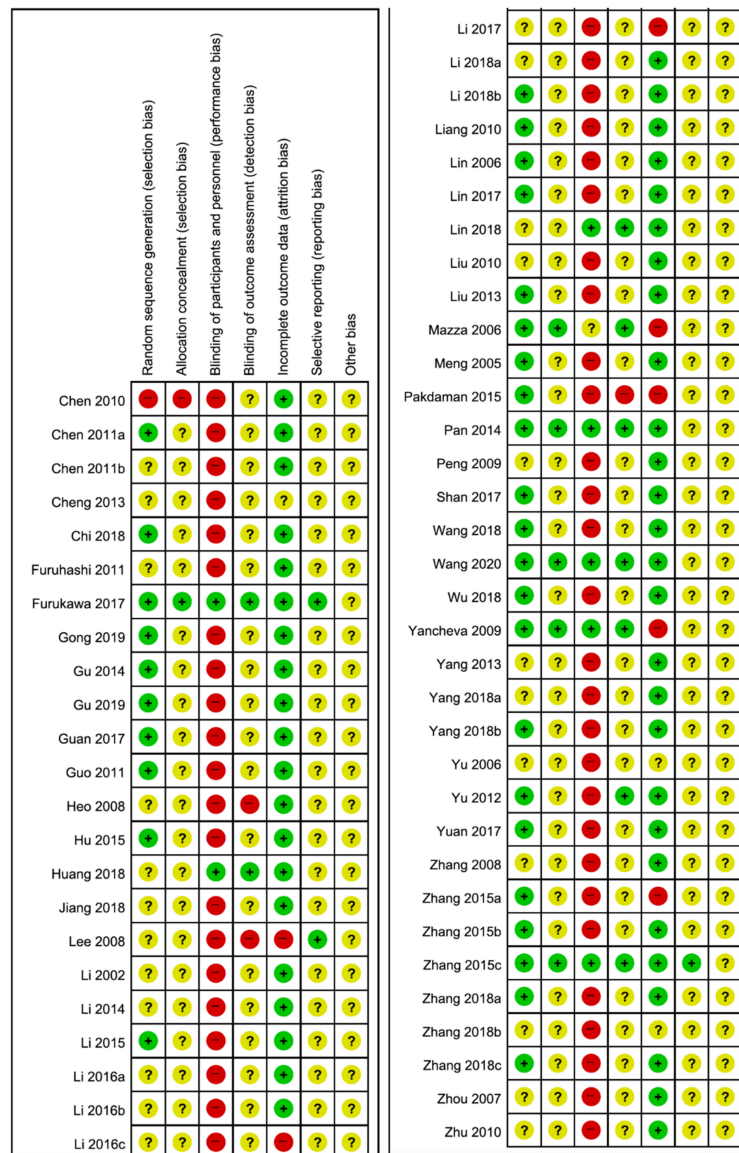 Random sequence generation (selection bias)
Allocation concealment (selection bias)
Blinding of participants and personnel (performance bias)
Blinding of outcome assessment (detection bias)
Incomplete outcome data (attrition bias)
Selective reporting (reporting bias)
Other bias
Chen 2010 − − − ? + ? ?
Chen 2011a + ? − ? + ? ?
Chen 2011b ? ? − ? + ? ?
Cheng 2013 ? ? − ? ? ? ?
Chi 2018 + ? − ? + ? ?
Furuhashi 2011 ? ? − ? + ? ?
Furukawa 2017 + + + + + + ?
Gong 2019 + ? − ? + ? ?
Gu 2014 + ? − ? + ? ?
Gu 2019 + ? − ? + ? ?
Guan 2017 + ? − ? + ? ?
Guo 2011 + ? − ? + ? ?
Heo 2008 ? ? − − + ? ?
Hu 2015 + ? − ? + ? ?
Huang 2018 ? ? + + + ? ?
Jiang 2018 ? ? − ? + ? ?
Lee 2008 ? ? − − − + ?
Li 2002 ? ? − ? + ? ?
Li 2014 ? ? − ? + ? ?
Li 2015 + ? − ? + ? ?
Li 2016a ? ? − ? + ? ?
Li 2016b ? ? − ? + ? ?
Li 2016c ? ? − ? − ? ?
Li 2017 ? ? − ? − ? ?
Li 2018a ? ? − ? + ? ?
Li 2018b + ? − ? + ? ?
Liang 2010 + ? − ? + ? ?
Lin 2006 + ? − ? + ? ?
Lin 2017 + ? − ? + ? ?
Lin 2018 ? ? + + + ? ?
Liu 2010 ? ? − ? + ? ?
Liu 2013 + ? − ? + ? ?
Mazza 2006 + + ? + − ? ?
Meng 2005 + ? − ? + ? ?
Pakdaman 2015 + ? − − − ? ?
Pan 2014 + + + + + ? ?
Peng 2009 ? ? − ? + ? ?
Shan 2017 + ? − ? + ? ?
Wang 2018 + ? − ? + ? ?
Wang 2020 + + + + + ? ?
Wu 2018 + ? − ? + ? ?
Yancheva 2009 + + + + − ? ?
Yang 2013 ? ? − ? + ? ?
Yang 2018a ? ? − ? + ? ?
Yang 2018b + ? − ? + ? ?
Yu 2006 ? ? − ? ? ? ?
Yu 2012 + ? − + + ? ?
Yuan 2017 + ? − ? + ? ?
Zhang 2008 ? ? − ? + ? ?
Zhang 2015a + ? − ? − ? ?
Zhang 2015b + ? − ? + ? ?
Zhang 2015c + + + + + + ?
Zhang 2018a + ? − ? + ? ?
Zhang 2018b ? ? − ? ? ? ?
Zhang 2018c + ? − ? + ? ?
Zhou 2007 ? ? − ? + ? ?
Zhu 2010 ? ? − ? + ? ?